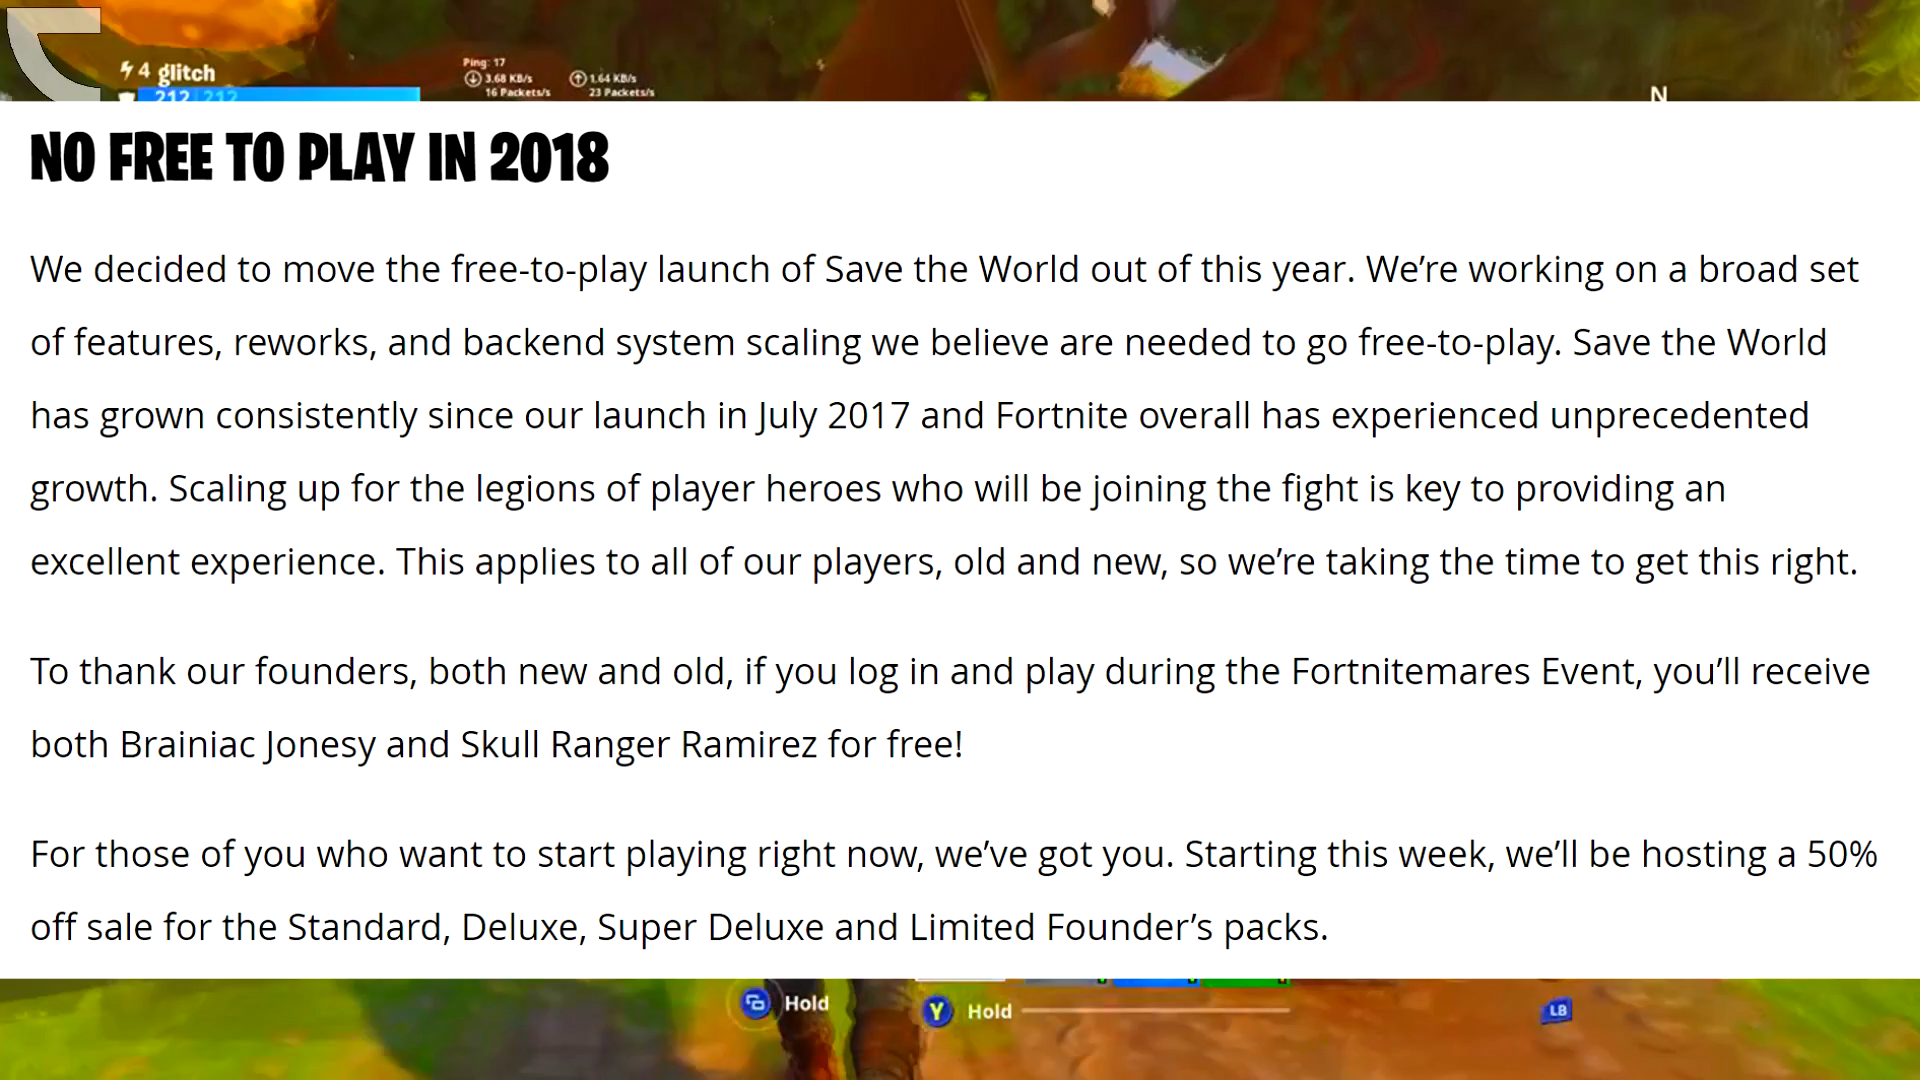 4 glitch
212 | 212
Ping: 17
3.68 KB/s
1.64 KB/s
16 Packets/s
23 Packets/s
N
NO FREE TO PLAY IN 2018
We decided to move the free-to-play launch of Save the World out of this year. We’re working on a broad set
of features, reworks, and backend system scaling we believe are needed to go free-to-play. Save the World
has grown consistently since our launch in July 2017 and Fortnite overall has experienced unprecedented
growth. Scaling up for the legions of player heroes who will be joining the fight is key to providing an
excellent experience. This applies to all of our players, old and new, so we’re taking the time to get this right.
To thank our founders, both new and old, if you log in and play during the Fortnitemares Event, you’ll receive
both Brainiac Jonesy and Skull Ranger Ramirez for free!
For those of you who want to start playing right now, we’ve got you. Starting this week, we’ll be hosting a 50%
off sale for the Standard, Deluxe, Super Deluxe and Limited Founder’s packs.
Hold
Y Hold
LB